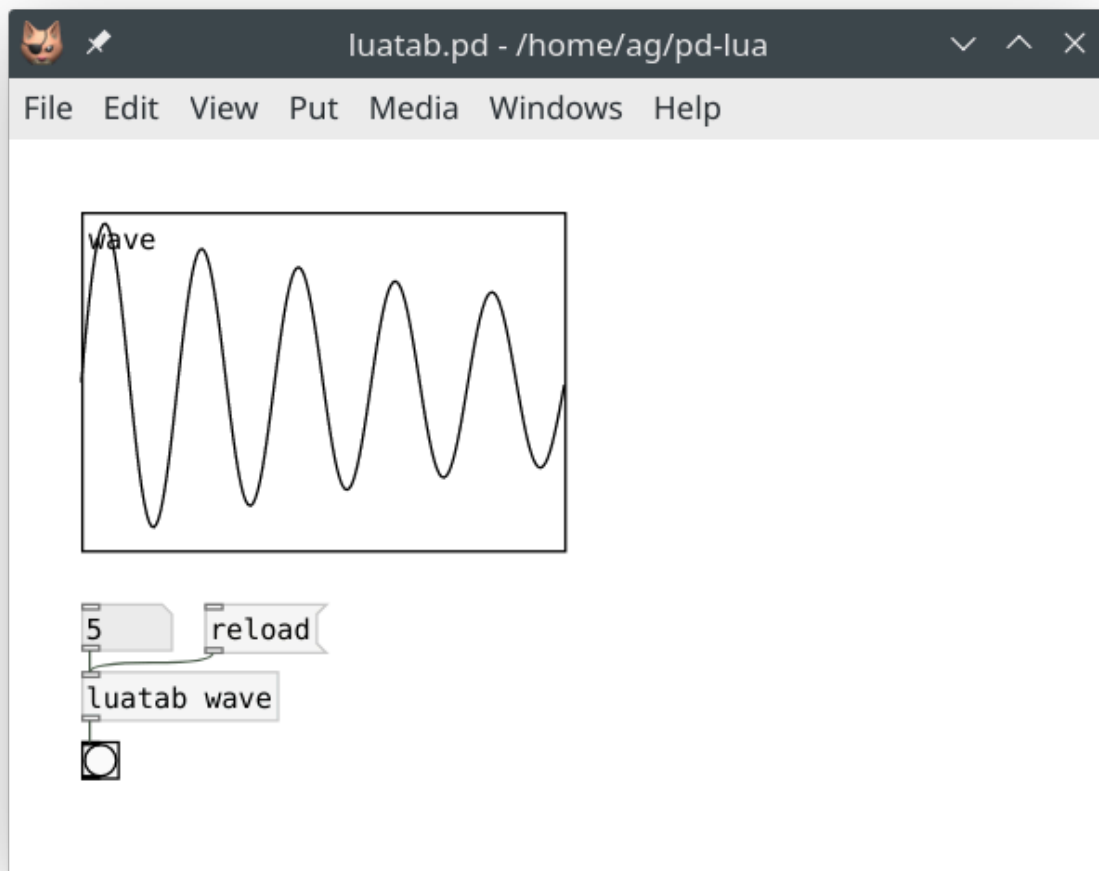 luatab.pd - /home/ag/pd-lua
File Edit View Put Media Windows Help
wave
5 reload
luatab wave